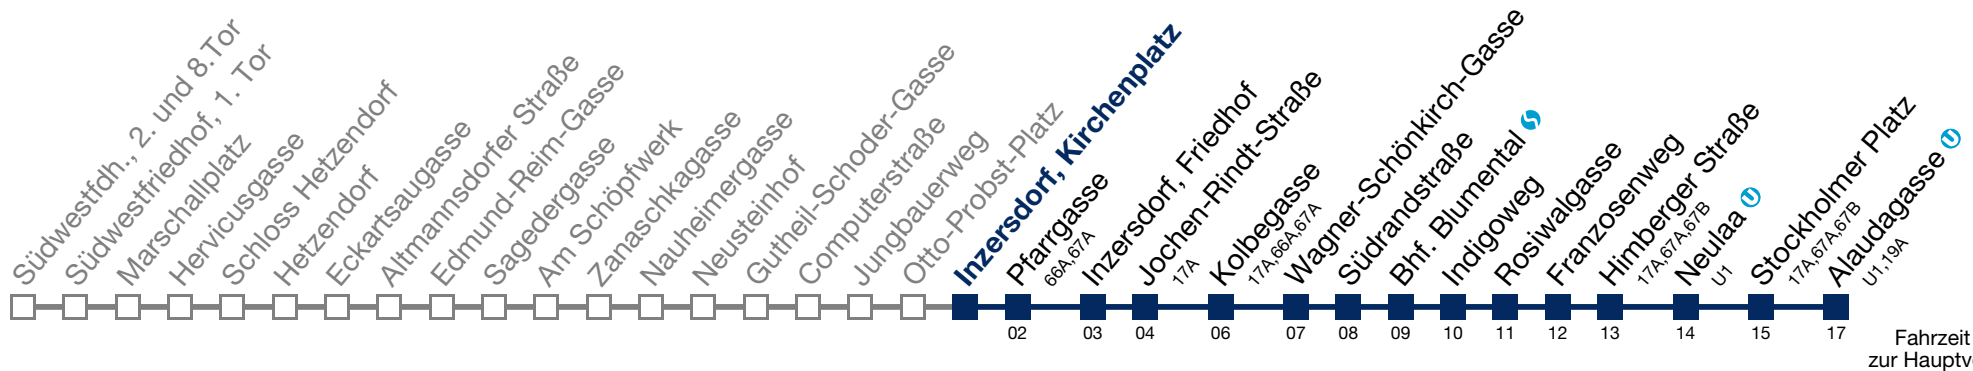 Südwestfdh., 2. und 8.Tor
Südwestfriedhof, 1. Tor
Marschallplatz
Hervicusgasse
Schloss Hetzendorf
Hetzendorf
Eckartsaugasse
Altmannsdorfer Straße
Edmund-Reim-Gasse
Sagedergasse
Am Schöpfwerk
Zanaschkagasse
Nauheimergasse
Neusteinhof
Gutheil-Schoder-Gasse
Computerstraße
Jungbauerweg
Otto-Probst-Platz
Inzersdorf, Kirchenplatz
Pfarrgasse
66A,67A
Inzersdorf, Friedhof
Jochen-Rindt-Straße
17A
Kolbegasse
17A,66A,67A
Wagner-Schönkirch-Gasse
Südrandstraße
Bhf. Blumental S
Indigoweg
Rosiwalgasse
Franzosenweg
Himberger Straße
17A,67A,67B
Neulaa U
U1
Stockholmer Platz
17A,67A,67B
Alaudagasse U
U1,19A
02 03 04 06 07 08 09 10 11 12 13 14 15 17
Fahrzeit
zur